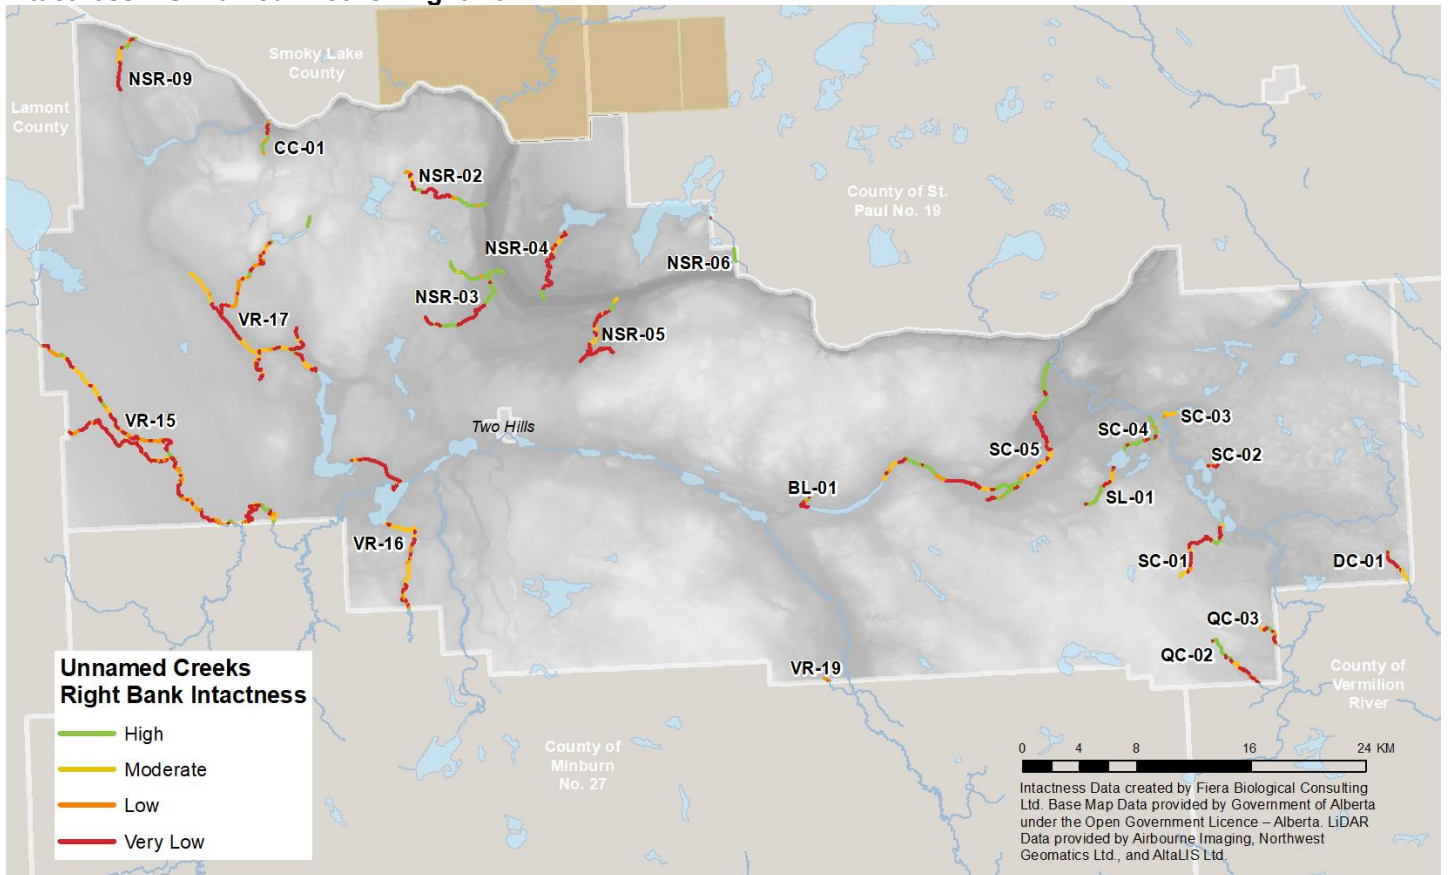 Smoky Lake
County
NSR-09
Lamont
County
CC-01
NSR-02
County of St.
Paul No. 19
NSR-04
NSR-06
NSR-03
VR-17
NSR-05
VR-15
Two Hills
SC-03
SC-04
SC-05
SC-02
BL-01
SL-01
VR-16
SC-01
DC-01
QC-03
QC-02
VR-19
County of
Vermilion
River
County of
Minburn
No. 27
Unnamed Creeks
Right Bank Intactness
High
Moderate
Low
Very Low
0 4 8 16 24 KM
Intactness Data created by Fiera Biological Consulting
Ltd. Base Map Data provided by Government of Alberta
under the Open Government Licence – Alberta. LiDAR
Data provided by Airbourne Imaging, Northwest
Geomatics Ltd., and AltaLIS Ltd.